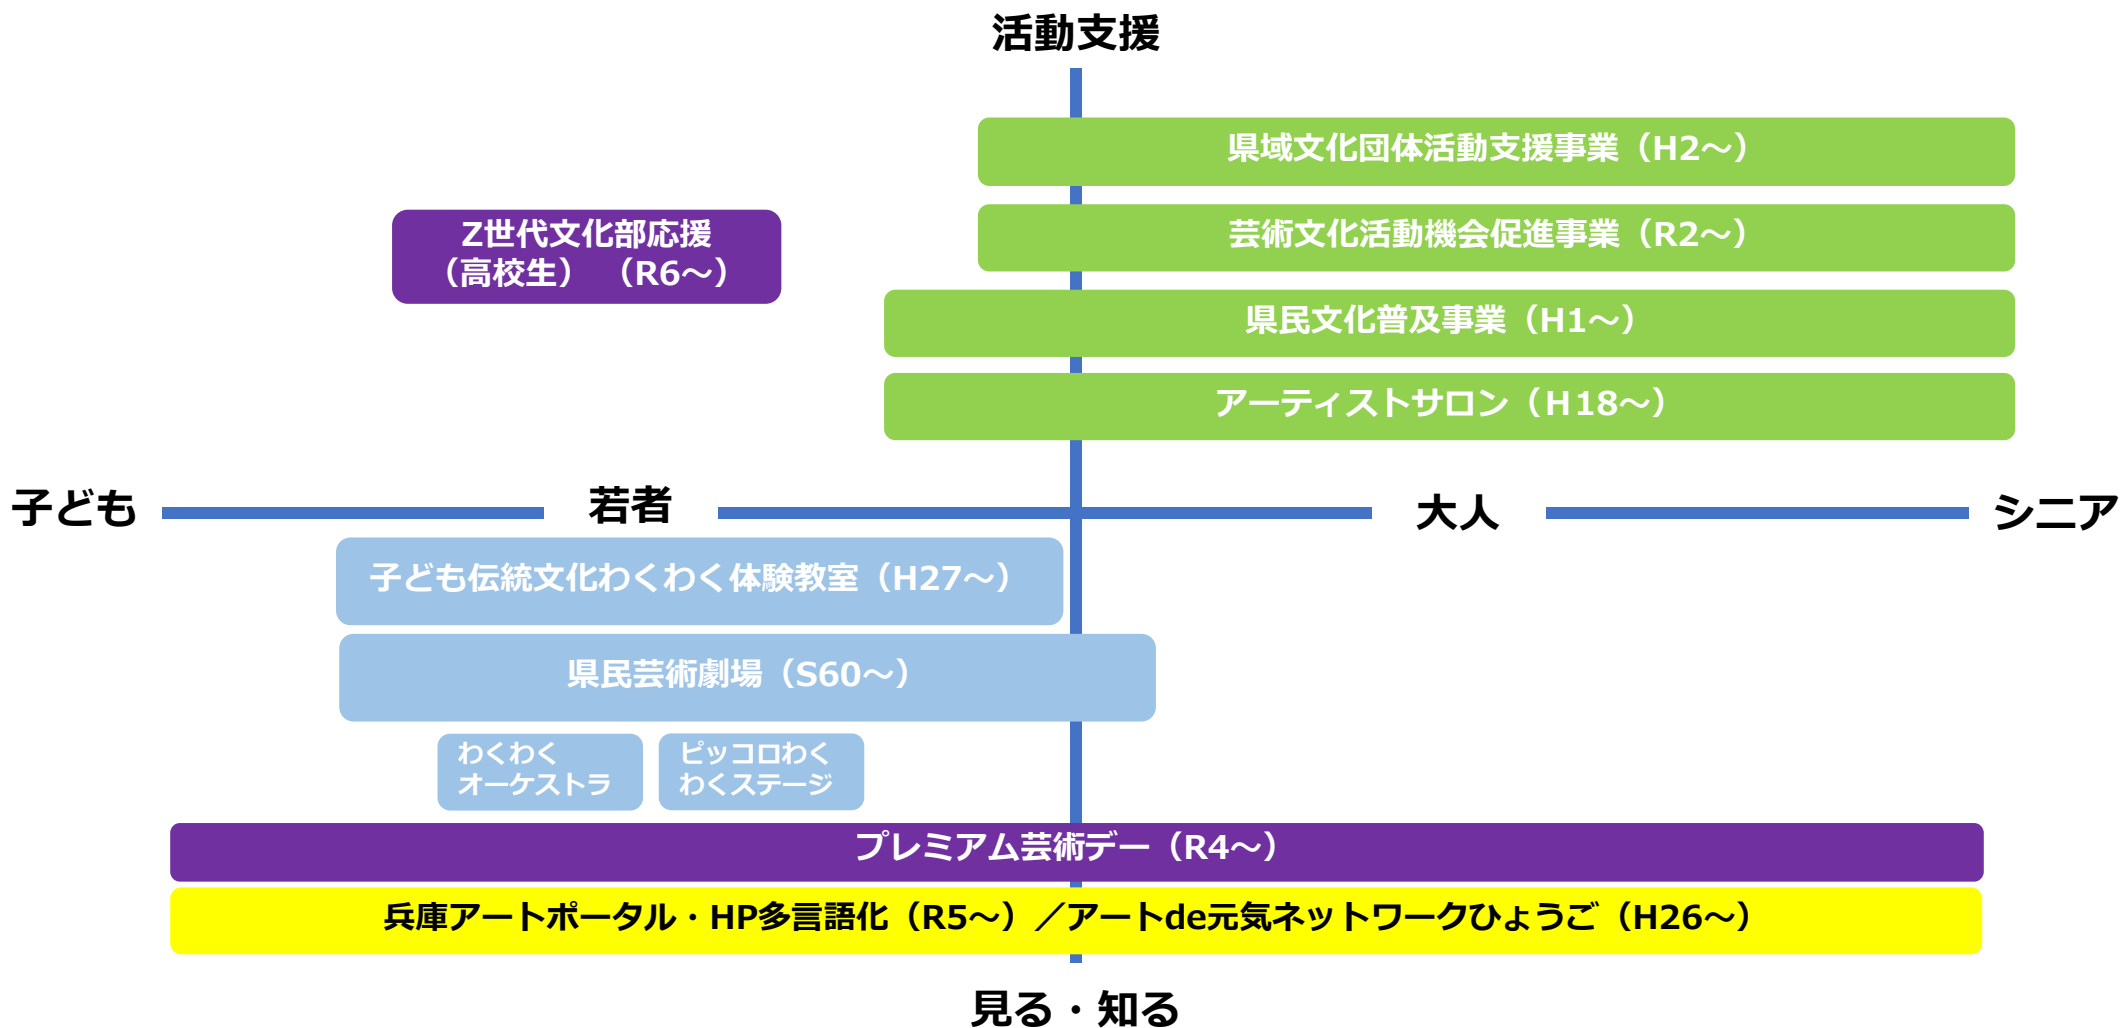 活動支援
県域文化団体活動支援事業（H2～）
Z世代文化部応援
（高校生）（R6～）
芸術文化活動機会促進事業（R2～）
県民文化普及事業（H1～）
アーティストサロン（Ｈ18～）
子ども
若者
大人
シニア
子ども伝統文化わくわく体験教室（H27～）
県民芸術劇場（S60～）
わくわく
オーケストラ
ピッコロわく
わくステージ
プレミアム芸術デー（R4～）
兵庫アートポータル・HP多言語化（R5～）／アートde元気ネットワークひょうご（H26～）
見る・知る